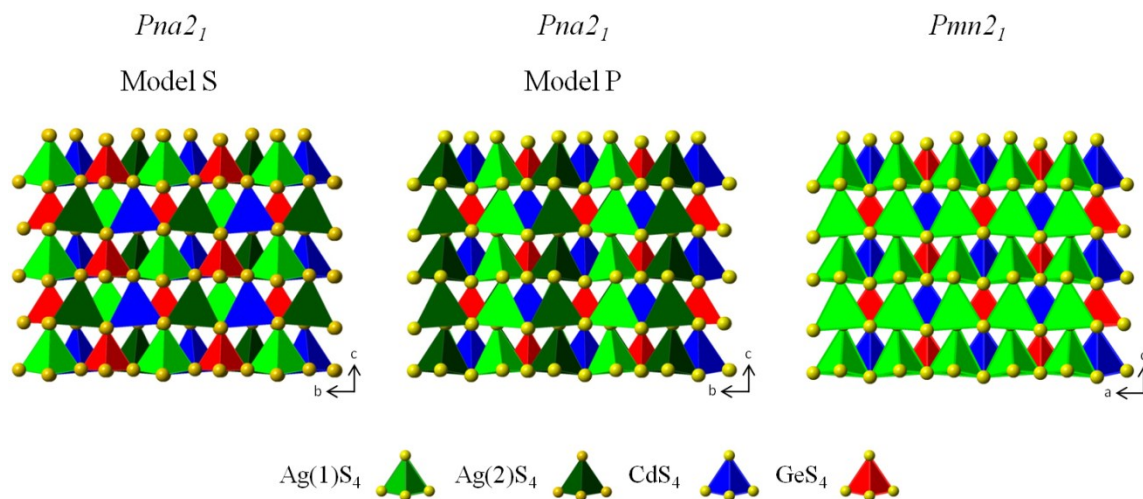 Pna2₁ Pna2₁ Pmn2₁
Model S Model P
c c c
b b a
Ag(1)S₄ Ag(2)S₄ CdS₄ GeS₄